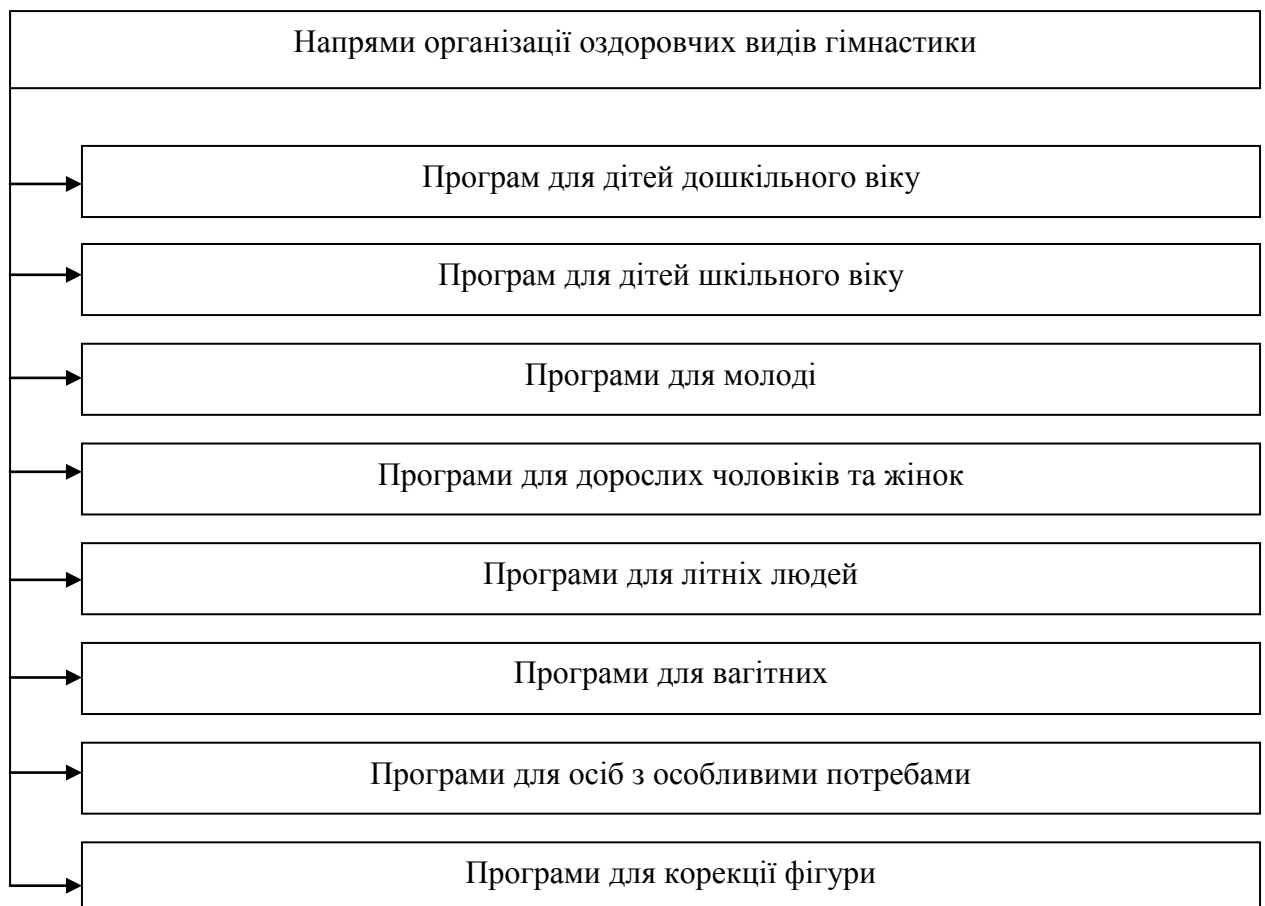 Напрями організації оздоровчих видів гімнастики
Програм для дітей дошкільного віку
Програм для дітей шкільного віку
Програми для молоді
Програми для дорослих чоловіків та жінок
Програми для літніх людей
Програми для вагітних
Програми для осіб з особливими потребами
Програми для корекції фігури